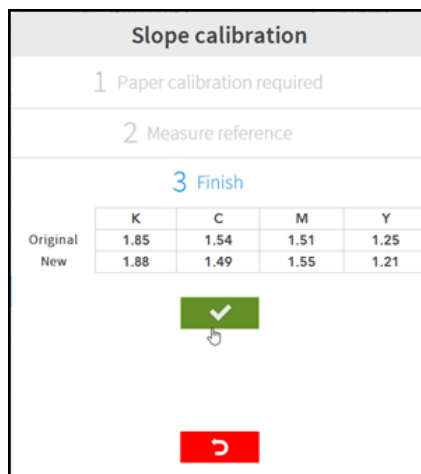 Slope calibration
1 Paper calibration required
2 Measure reference
3 Finish
K C M Y
Original 1.85 1.54 1.51 1.25
New 1.88 1.49 1.55 1.21